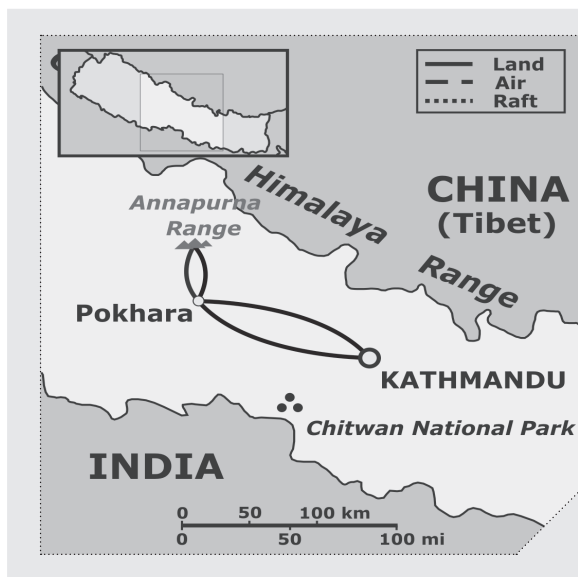 Land
Air
Raft
Himalaya
Range
CHINA
(Tibet)
Annapurna
Range
Pokhara
KATHMANDU
Chitwan National Park
INDIA
0 50 100 km
0 50 100 mi